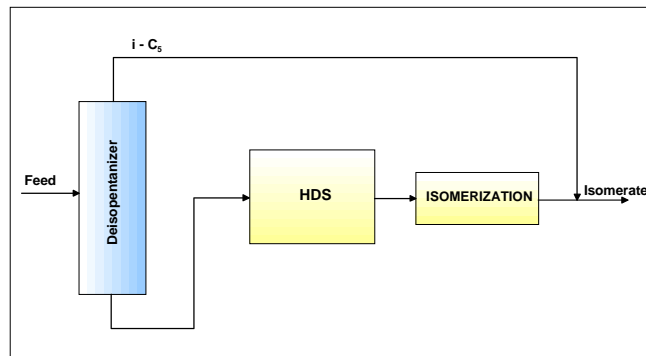 i - C₅
Feed
Deisopentanizer
HDS
ISOMERIZATION
Isomerate